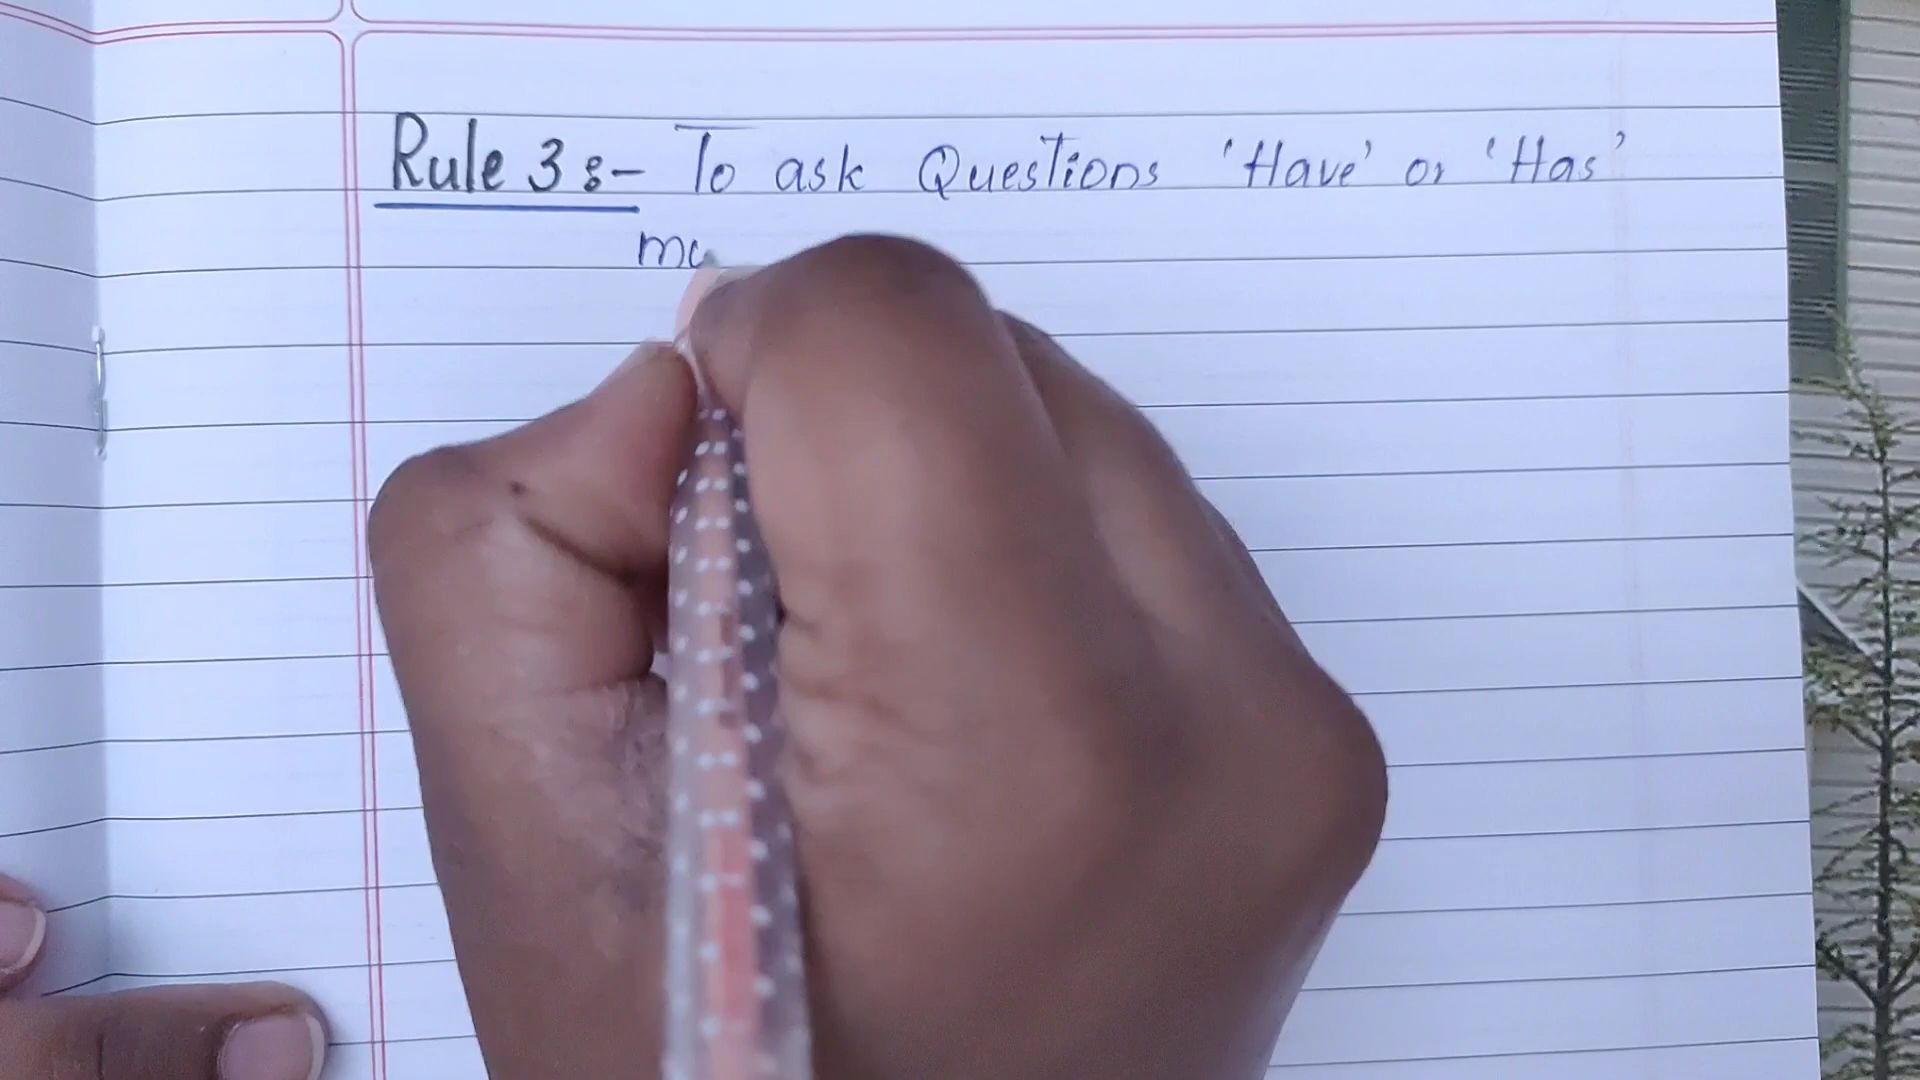 Rule 3 :- To ask Questions 'Have' or 'Has'